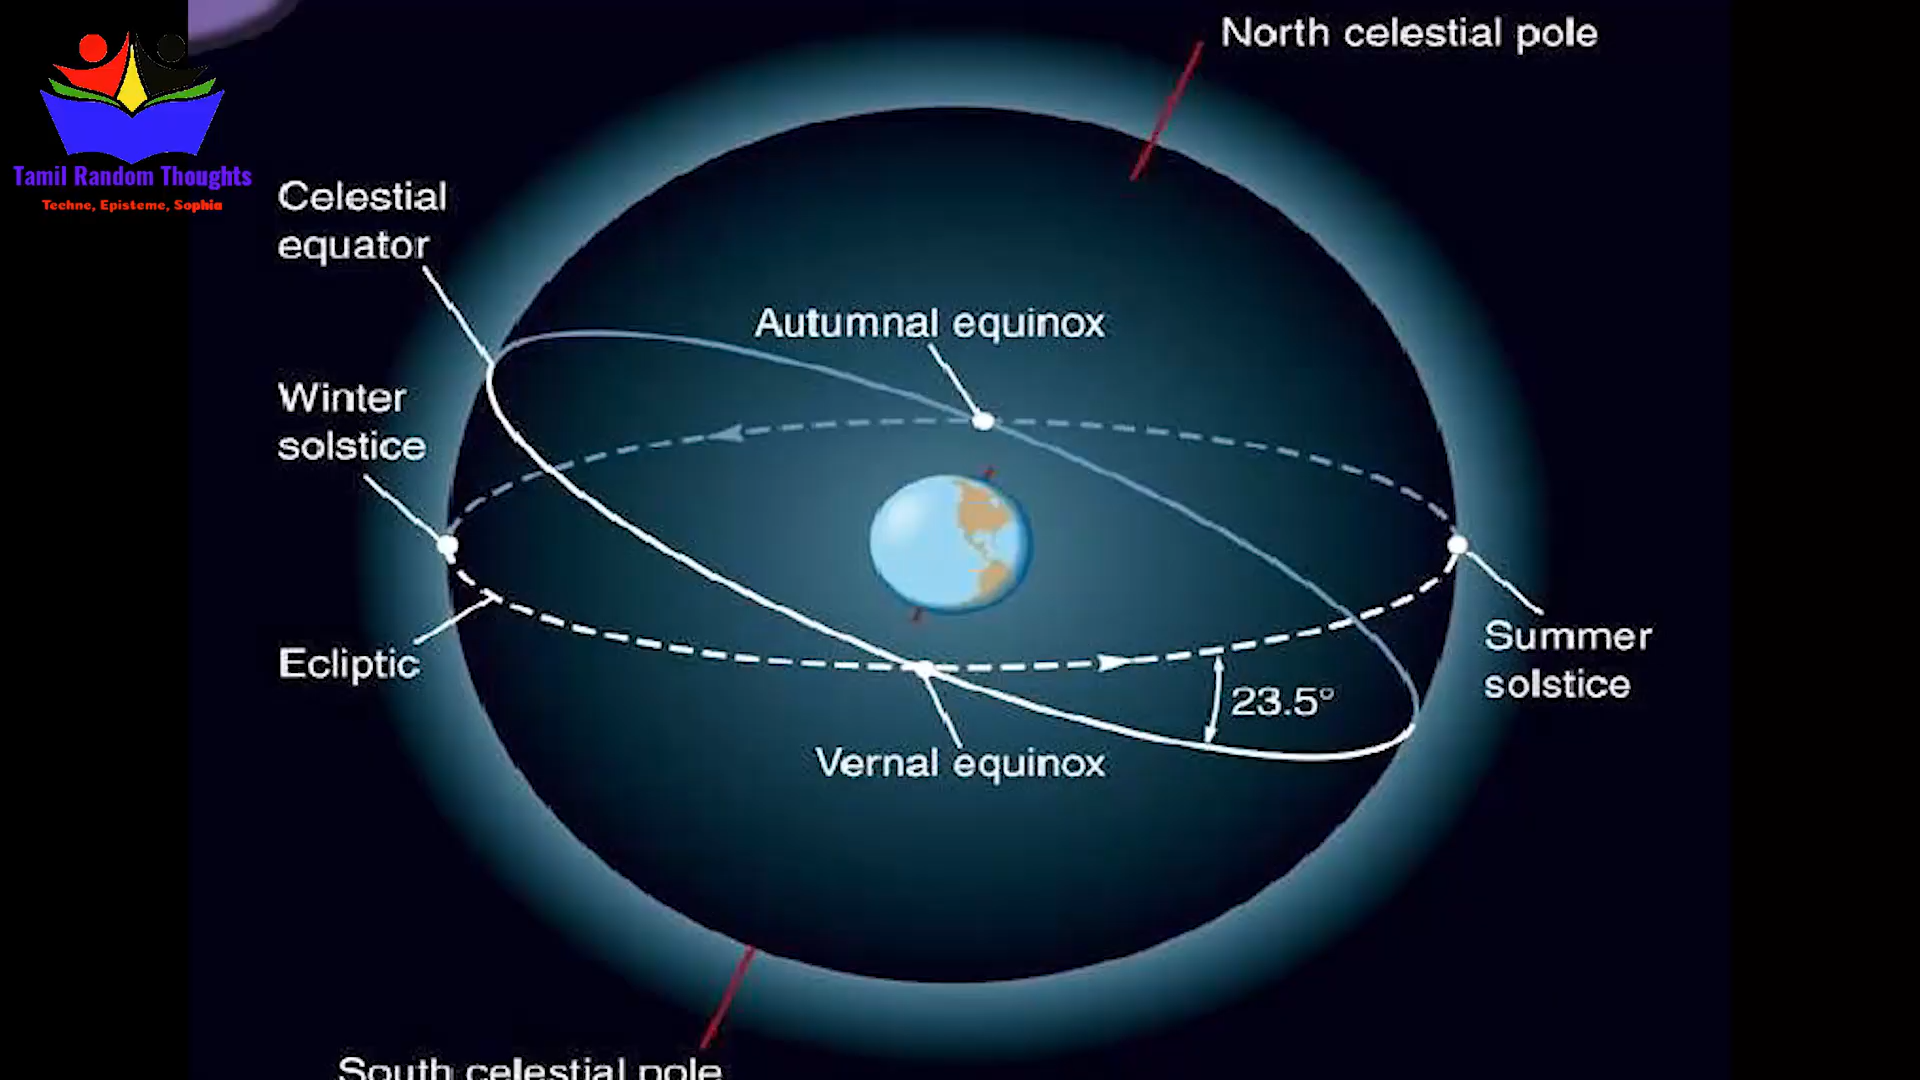 North celestial pole
Tamil Random Thoughts
Techne, Episteme, Sophia
Celestial
equator
Autumnal equinox
Winter
solstice
Ecliptic
Summer
solstice
23.5°
Vernal equinox
South celestial pole